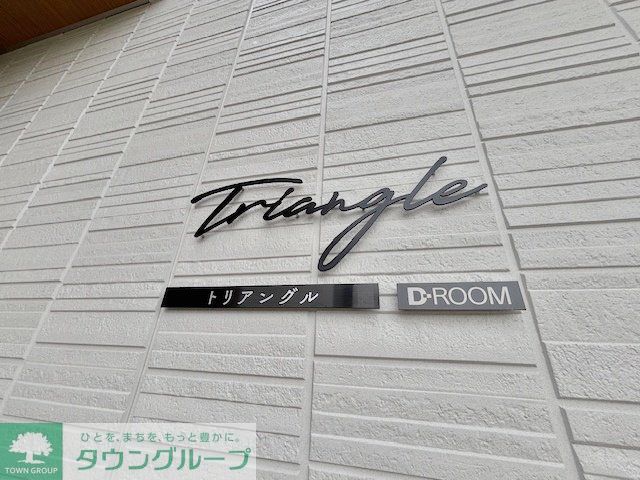 Triangle
トリアングル
D-ROOM
TOWN GROUP
ひとを、まちを、もっと豊かに。
タウングループ